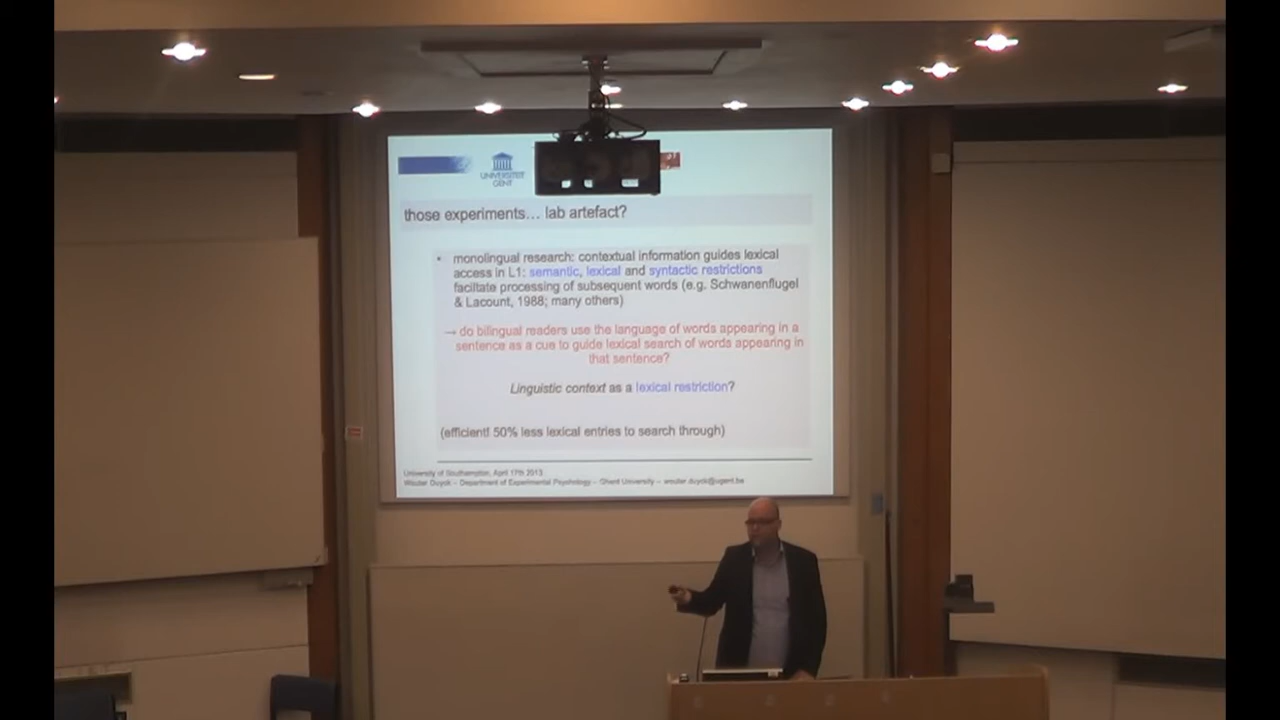 UNIVERSITEIT
GENT
those experiments... lab artefact?
• monolingual research: contextual information guides lexical
access in L1: semantic, lexical and syntactic restrictions
faciltate processing of subsequent words (e.g. Schwanenflugel
& Lacount, 1988; many others)
→ do bilingual readers use the language of words appearing in a
sentence as a cue to guide lexical search of words appearing in
that sentence?
Linguistic context as a lexical restriction?
(efficient! 50% less lexical entries to search through)
University of Southampton, April 17th 2013
Wouter Duyck – Department of Experimental Psychology – Ghent University – wouter.duyck@ugent.be